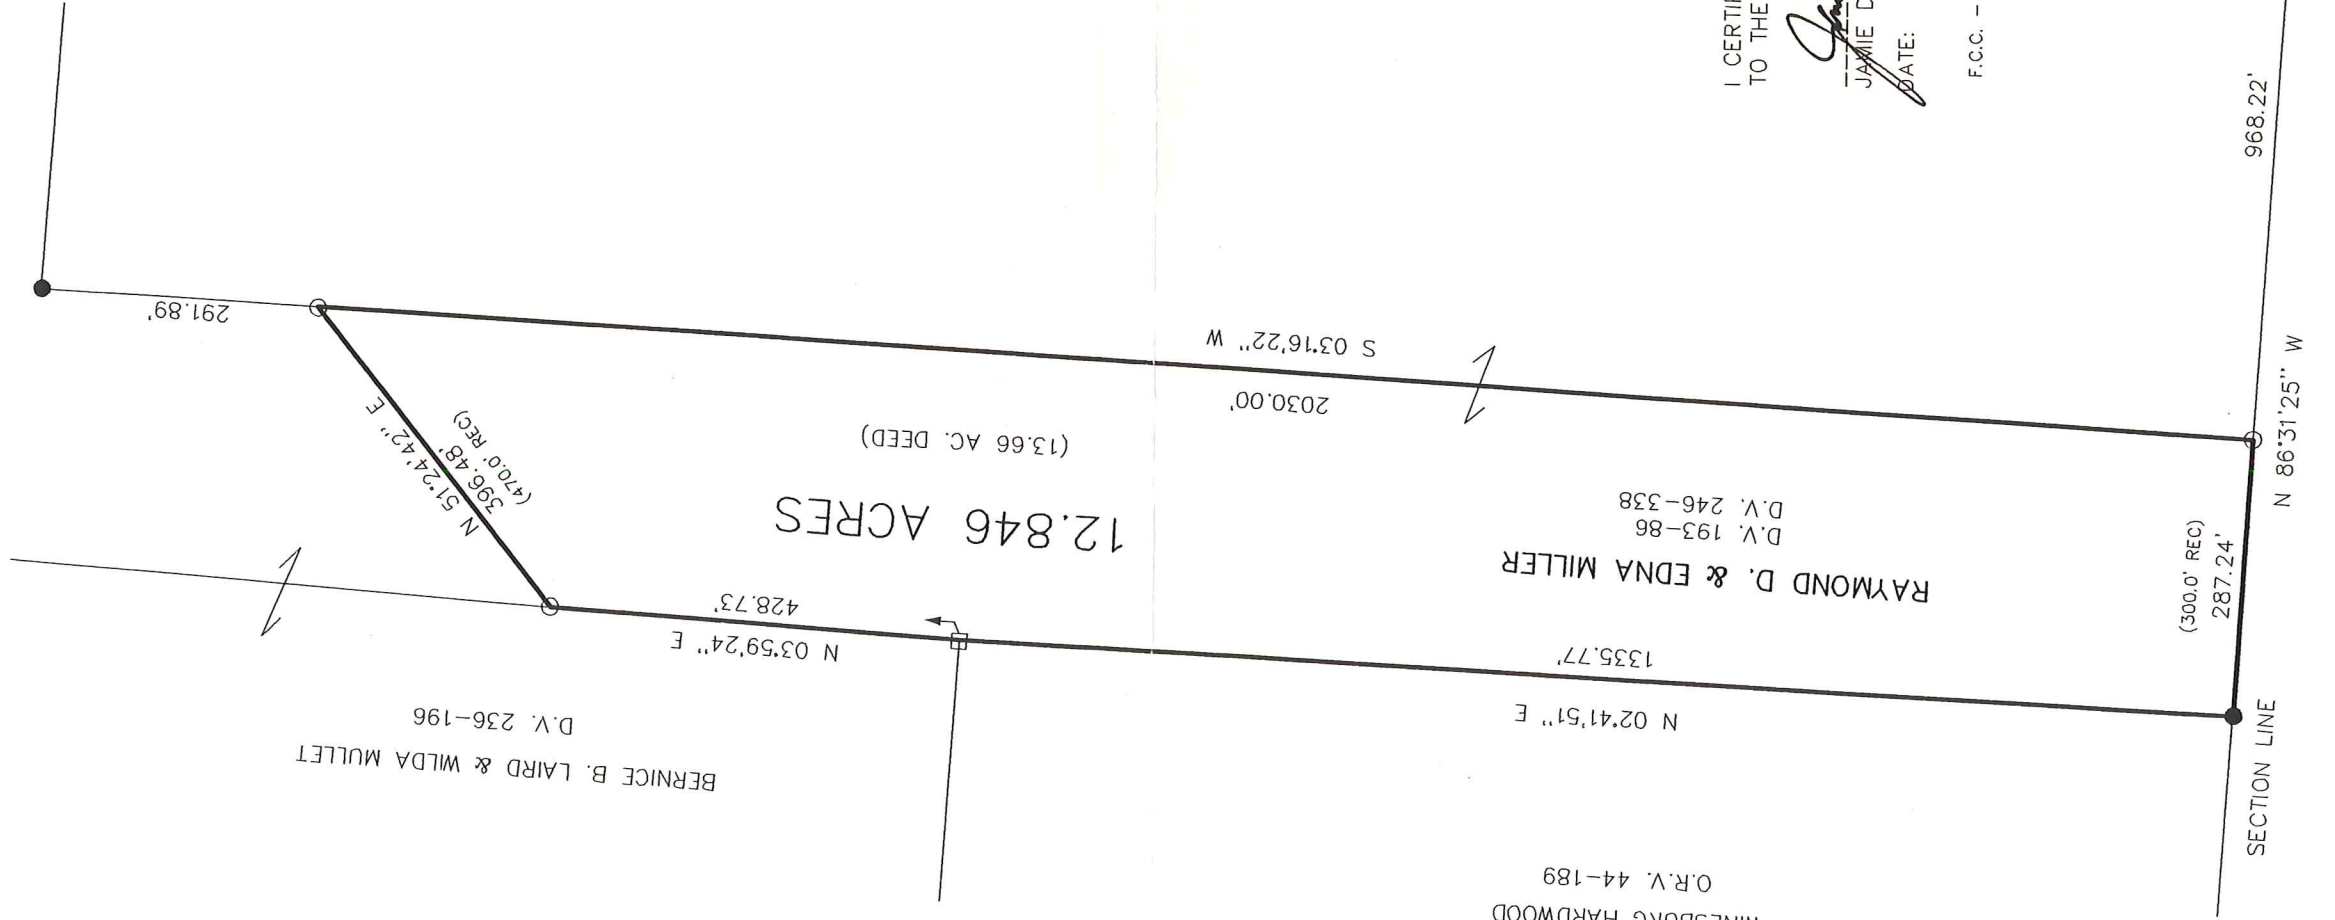 I CERTIF
TO THE
JAMIE D
DATE:
F.C.C. -
968.22'
N 86°31'25" W
(300.0' REC)
287.24'
SECTION LINE
O.R.V. 44-189
HARDWOOD
N 02°41'51" E
1335.77'
RAYMOND D. & EDNA MILLER
D.V. 193-86
D.V. 246-338
12.846 ACRES
(13.66 AC. DEED)
2030.00'
S 03°16'22" W
BERNICE B. LAIRD & WILDA MULLET
D.V. 236-196
N 03°59'24" E
428.73'
N 51°24'42" E
396.48'
(470.0' REC)
291.89'